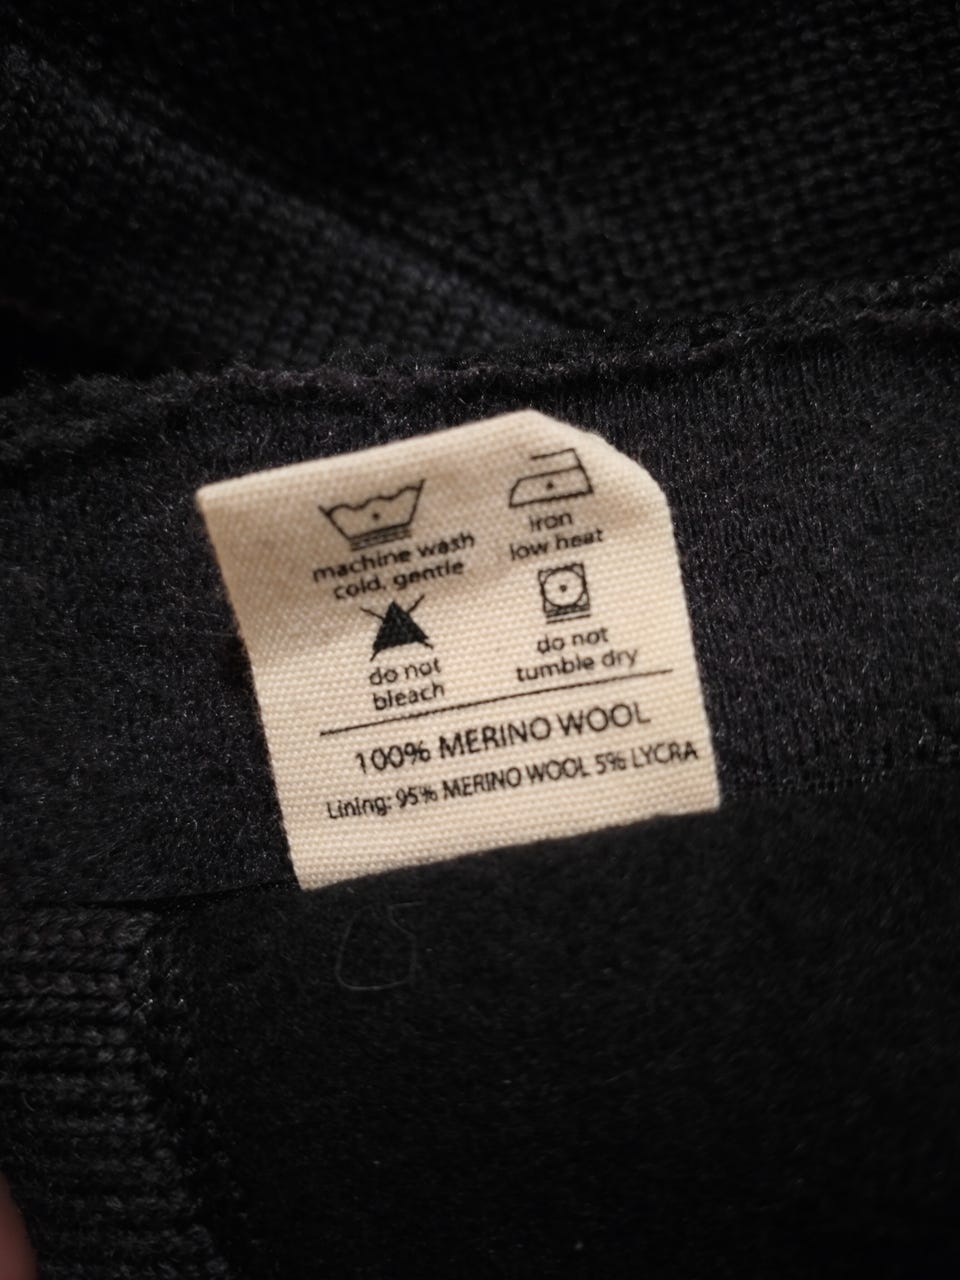 machine wash
cold, gentle
iron
low heat
do not
bleach
do not
tumble dry
100% MERINO WOOL
Lining: 95% MERINO WOOL 5% LYCRA